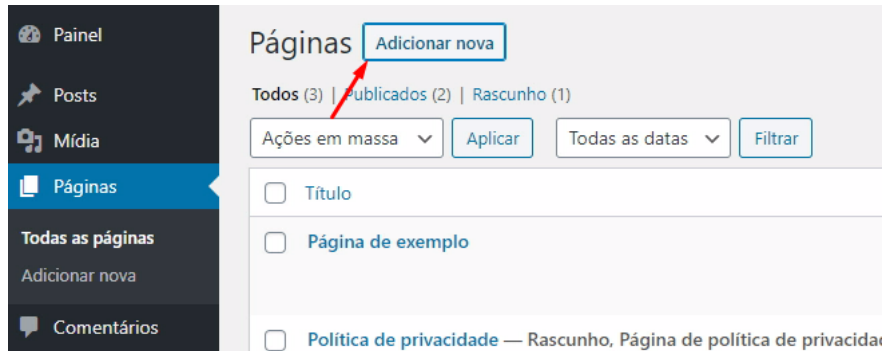 Painel
Posts
Mídia
Páginas
Todas as páginas
Adicionar nova
Comentários
Páginas Adicionar nova
Todos (3) | Publicados (2) | Rascunho (1)
Ações em massa Aplicar Todas as datas Filtrar
Título
Página de exemplo
Política de privacidade — Rascunho, Página de política de